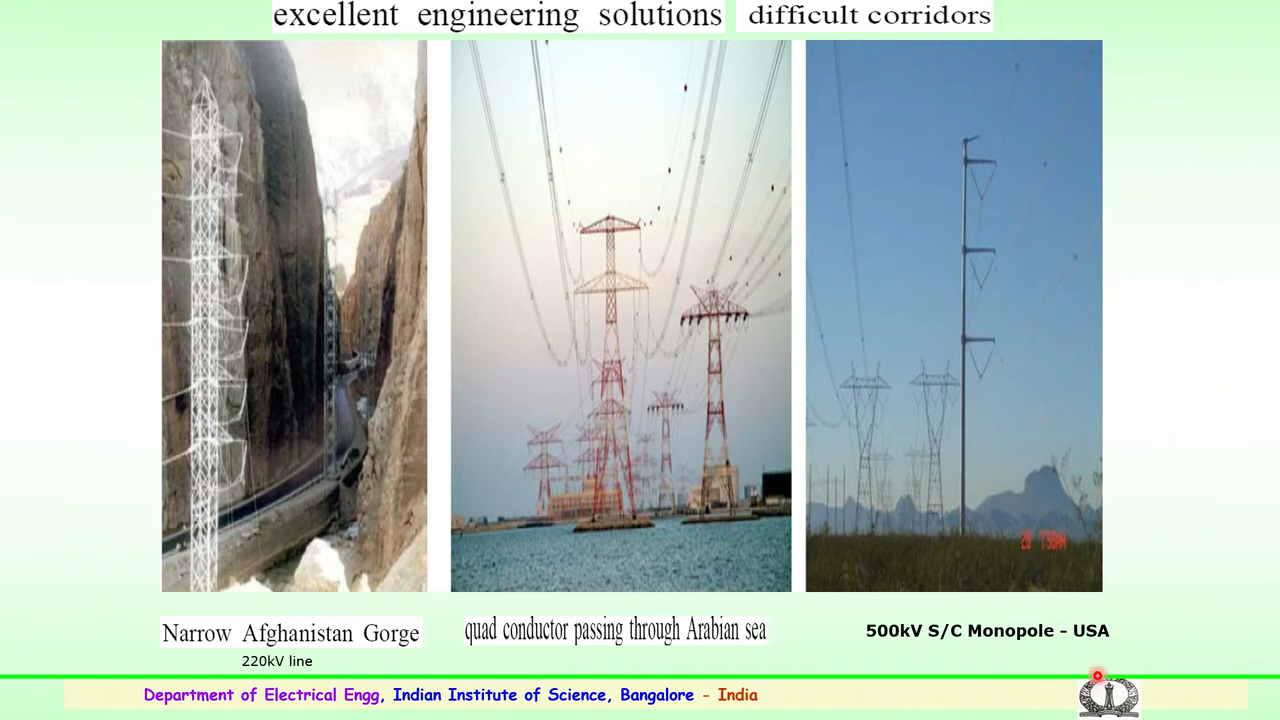 excellent engineering solutions difficult corridors
Narrow Afghanistan Gorge
220kV line
quad conductor passing through Arabian sea
500kV S/C Monopole – USA
Department of Electrical Engg, Indian Institute of Science, Bangalore – India